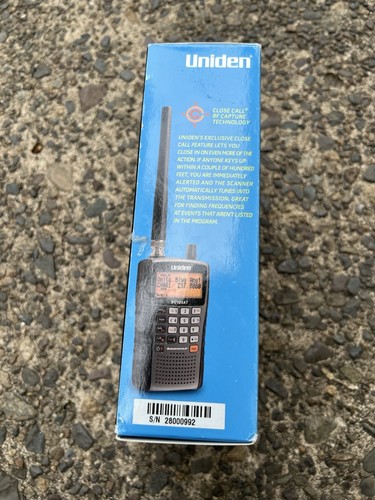 Uniden®
CLOSE CALL®
RF CAPTURE
TECHNOLOGY
UNIDEN'S EXCLUSIVE CLOSE
CALL FEATURE LETS YOU
CLOSE IN ON EVEN MORE OF THE
ACTION. IF ANYONE KEYS UP
WITHIN A COUPLE OF HUNDRED
FEET, YOU ARE IMMEDIATELY
ALERTED AND THE SCANNER
AUTOMATICALLY TUNES INTO
THE TRANSMISSION. GREAT
FOR FINDING FREQUENCIES
AT EVENTS THAT AREN'T LISTED
IN THE PROGRAM.
Uniden
S/N 28000992